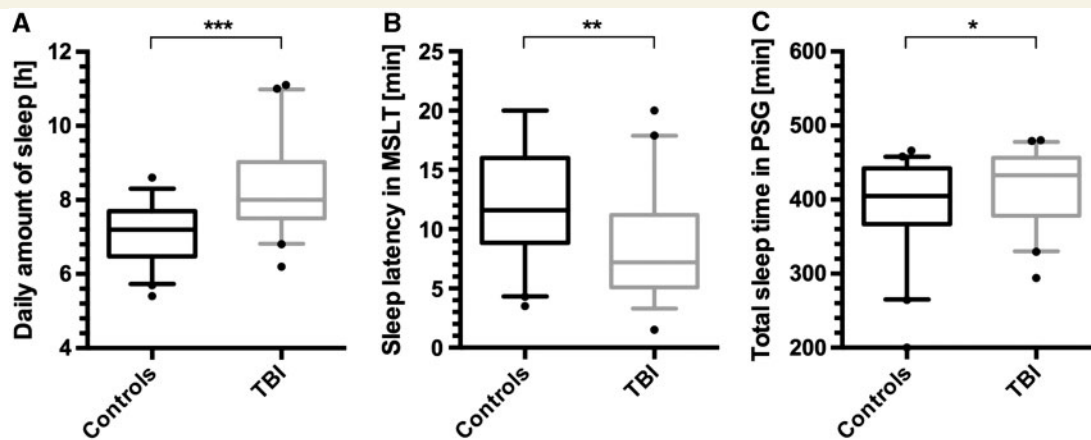 A
***
Daily amount of sleep [h]
12
10
8
6
4
Controls
TBI
B
**
Sleep latency in MSLT [min]
25
20
15
10
5
0
Controls
TBI
C
*
Total sleep time in PSG [min]
600
500
400
300
200
Controls
TBI